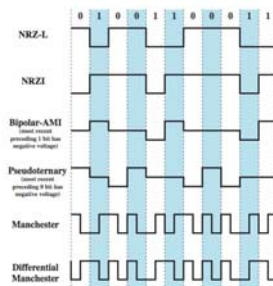 0 1 0 0 1 1 0 0 0 1 1
NRZ-L
NRZI
Bipolar-AMI
(most recent
preceding 1 bit has
negative voltage)
Pseudoternary
(most recent
preceding 0 bit has
negative voltage)
Manchester
Differential
Manchester